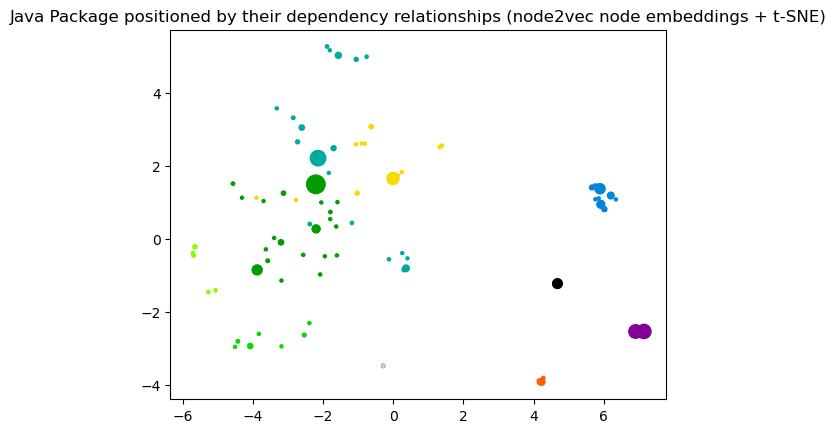 Java Package positioned by their dependency relationships (node2vec node embeddings + t-SNE)
4
2
0
−2
−4
−6 −4 −2 0 2 4 6